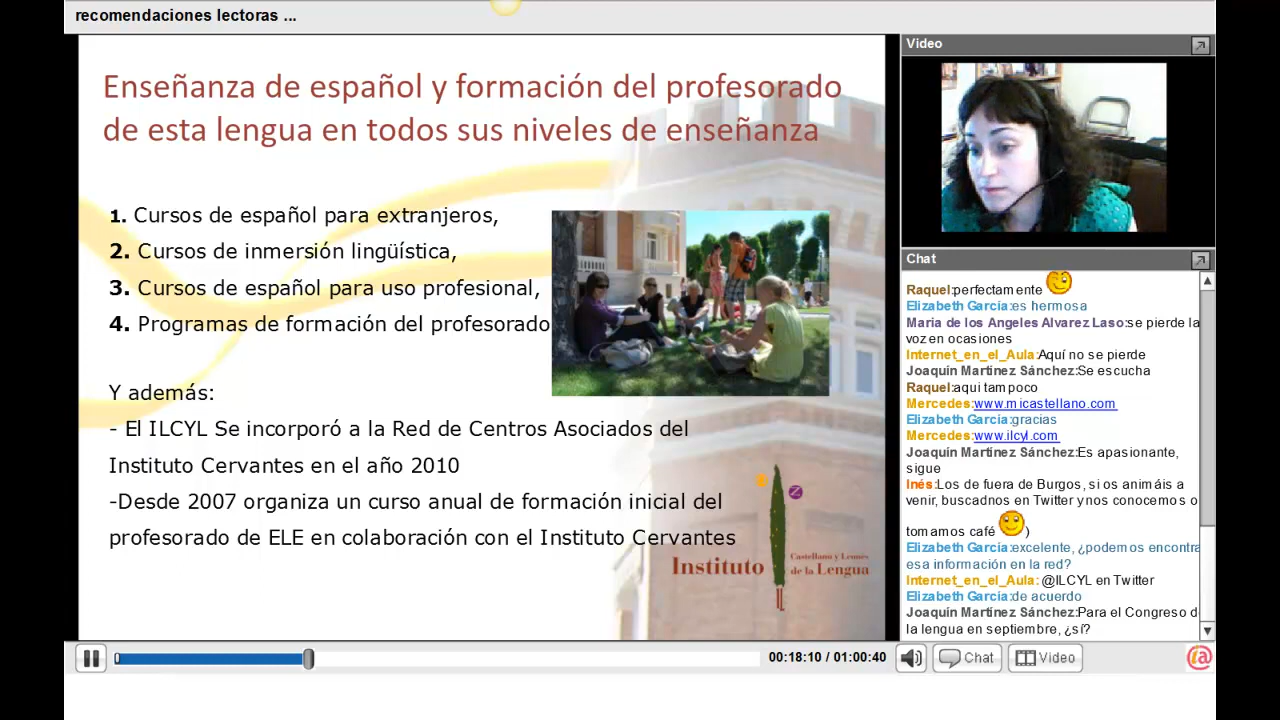 recomendaciones lectoras ...
Enseñanza de español y formación del profesorado
de esta lengua en todos sus niveles de enseñanza
1. Cursos de español para extranjeros,
2. Cursos de inmersión lingüística,
3. Cursos de español para uso profesional,
4. Programas de formación del profesorado
Y además:
- El ILCYL Se incorporó a la Red de Centros Asociados del
Instituto Cervantes en el año 2010
-Desde 2007 organiza un curso anual de formación inicial del
profesorado de ELE en colaboración con el Instituto Cervantes
Instituto
Castellano y Leonés
de la Lengua
Video
Chat
Raquel:perfectamente
Elizabeth García:es hermosa
María de los Angeles Alvarez Laso:se pierde la
voz en ocasiones
Internet_en_el_Aula:Aquí no se pierde
Joaquín Martínez Sánchez:Se escucha
Raquel:aqui tampoco
Mercedes:www.micastellano.com
Elizabeth García:gracias
Mercedes:www.ilcyl.com
Joaquín Martínez Sánchez:Es apasionante,
sigue
Inés:Los de fuera de Burgos, si os animáis a
venir, buscadnos en Twitter y nos conocemos o
tomamos café )
Elizabeth García:excelente, ¿podemos encontra
esa información en la red?
Internet_en_el_Aula: @ILCYL en Twitter
Elizabeth García:de acuerdo
Joaquín Martínez Sánchez:Para el Congreso d
la lengua en septiembre, ¿sí?
00:18:10 / 01:00:40
Chat
Video